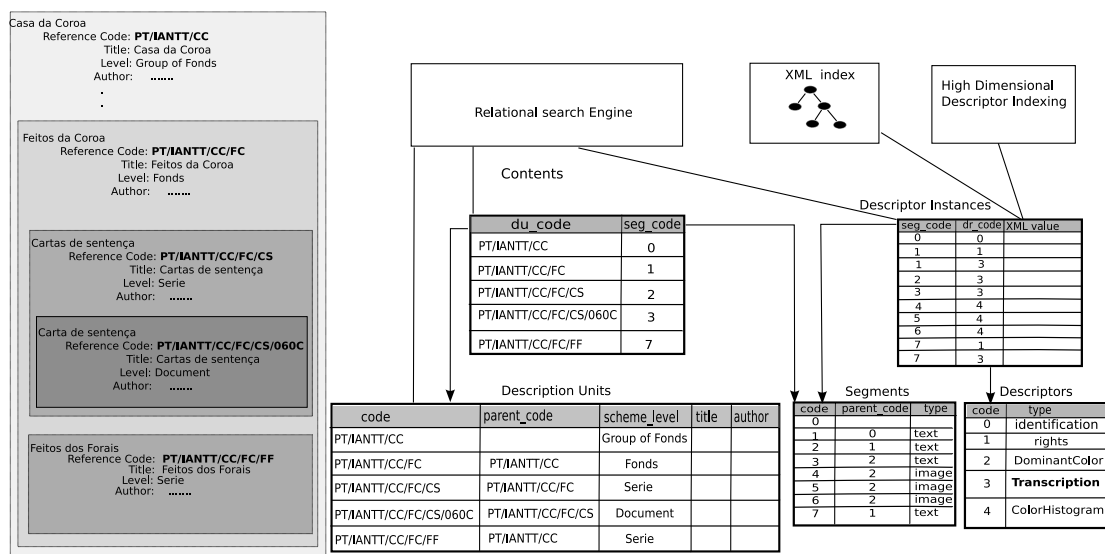 Casa da Coroa
Reference Code: PT/IANTT/CC
Title: Casa da Coroa
Level: Group of Fonds
Author: .......
.
.
Feitos da Coroa
Reference Code: PT/IANTT/CC/FC
Title: Feitos da Coroa
Level: Fonds
Author: .......
Cartas de sentença
Reference Code: PT/IANTT/CC/FC/CS
Title: Cartas de sentença
Level: Serie
Author: .......
Carta de sentença
Reference Code: PT/IANTT/CC/FC/CS/060C
Title: Cartas de sentença
Level: Document
Author: .......
Feitos dos Forais
Reference Code: PT/IANTT/CC/FC/FF
Title: Feitos dos Forais
Level: Serie
Author: .......
Relational search Engine
XML index
High Dimensional
Descriptor Indexing
Contents
du_code seg_code
PT/IANTT/CC 0
PT/IANTT/CC/FC 1
PT/IANTT/CC/FC/CS 2
PT/IANTT/CC/FC/CS/060C 3
PT/IANTT/CC/FC/FF 7
Descriptor Instances
seg_code dr_code XML value
0 0
1 1
1 3
2 3
3 3
4 4
5 4
6 4
7 1
7 3
Description Units
code parent_code scheme_level title author
PT/IANTT/CC Group of Fonds
PT/IANTT/CC/FC PT/IANTT/CC Fonds
PT/IANTT/CC/FC/CS PT/IANTT/CC/FC Serie
PT/IANTT/CC/FC/CS/060C PT/IANTT/CC/FC/CS Document
PT/IANTT/CC/FC/FF PT/IANTT/CC Serie
Segments
code parent_code type
0
1 0 text
2 1 text
3 2 text
4 2 image
5 2 image
6 2 image
7 1 text
Descriptors
code type
0 identification
1 rights
2 DominantColor
3 Transcription
4 ColorHistogram